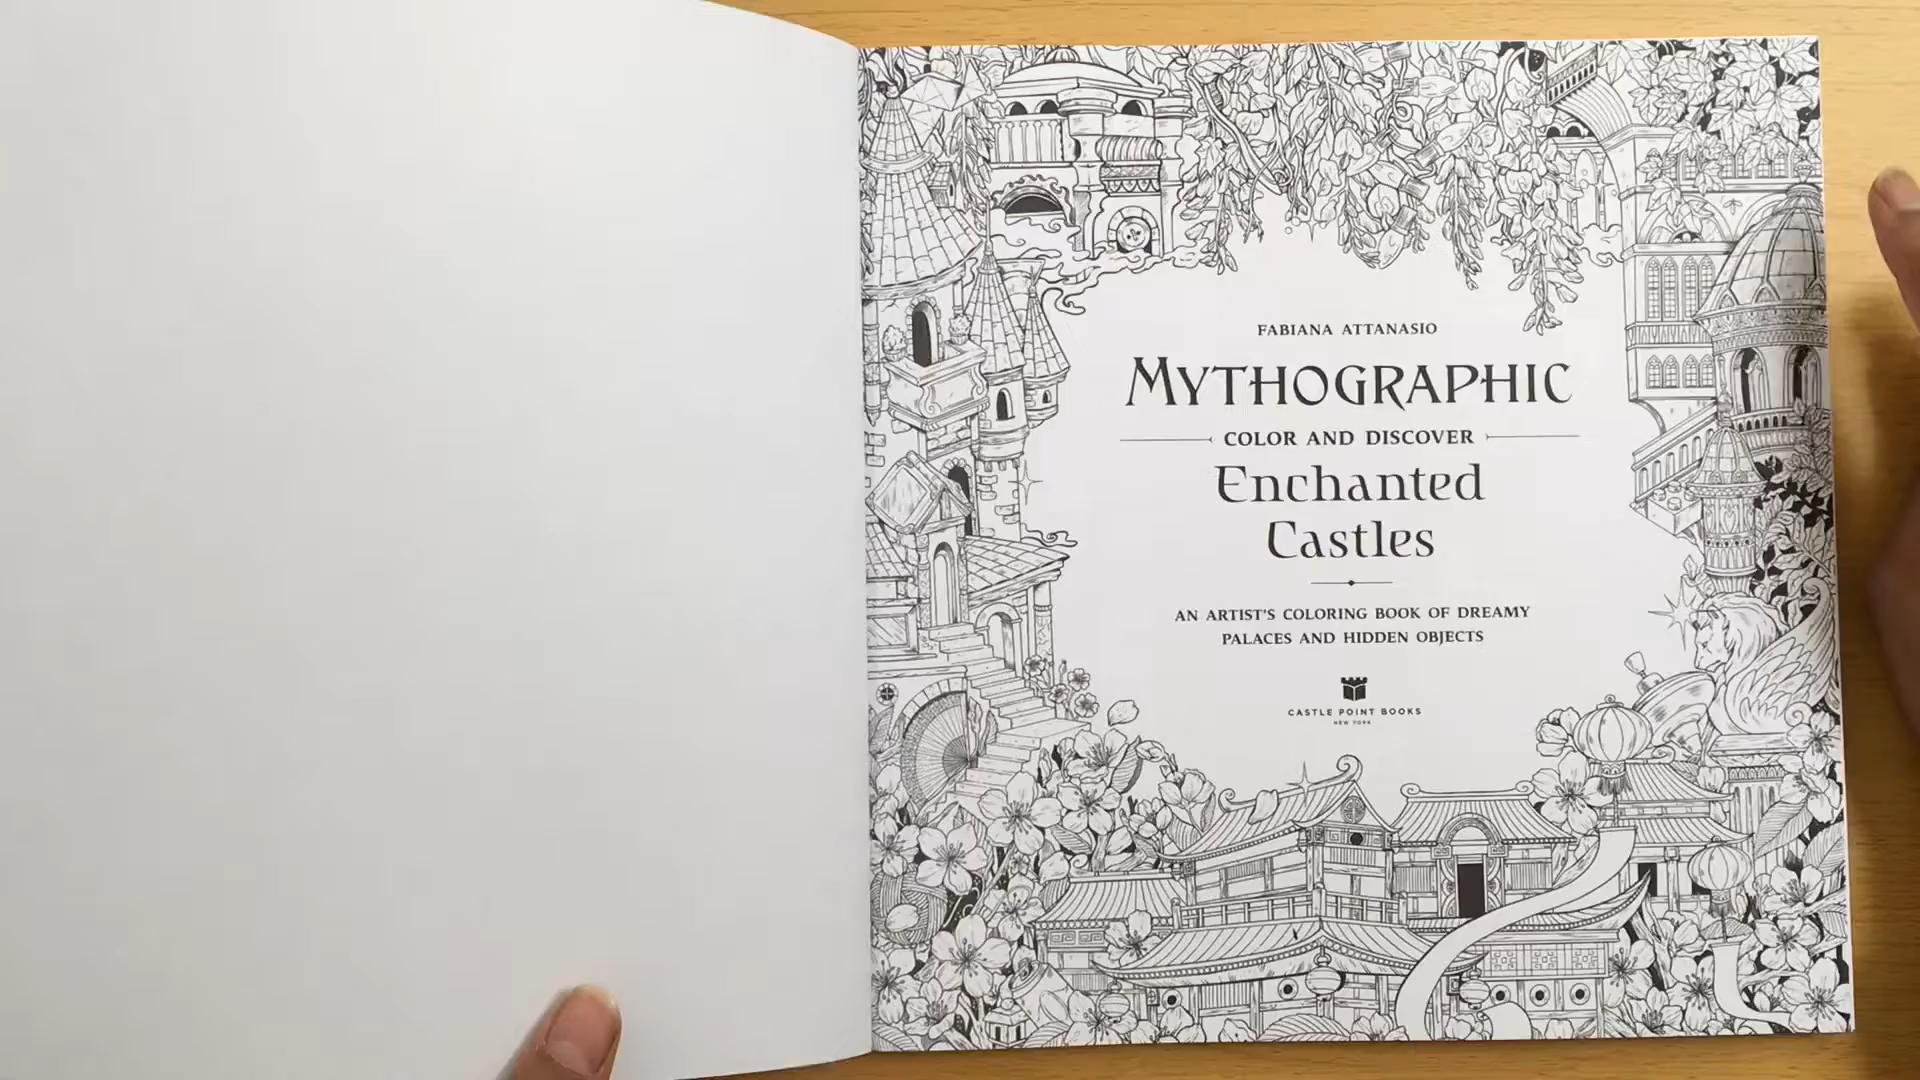 FABIANA ATTANASIO
MYTHOGRAPHIC
COLOR AND DISCOVER
Enchanted
Castles
AN ARTIST'S COLORING BOOK OF DREAMY
PALACES AND HIDDEN OBJECTS
CASTLE POINT BOOKS
NEW YORK